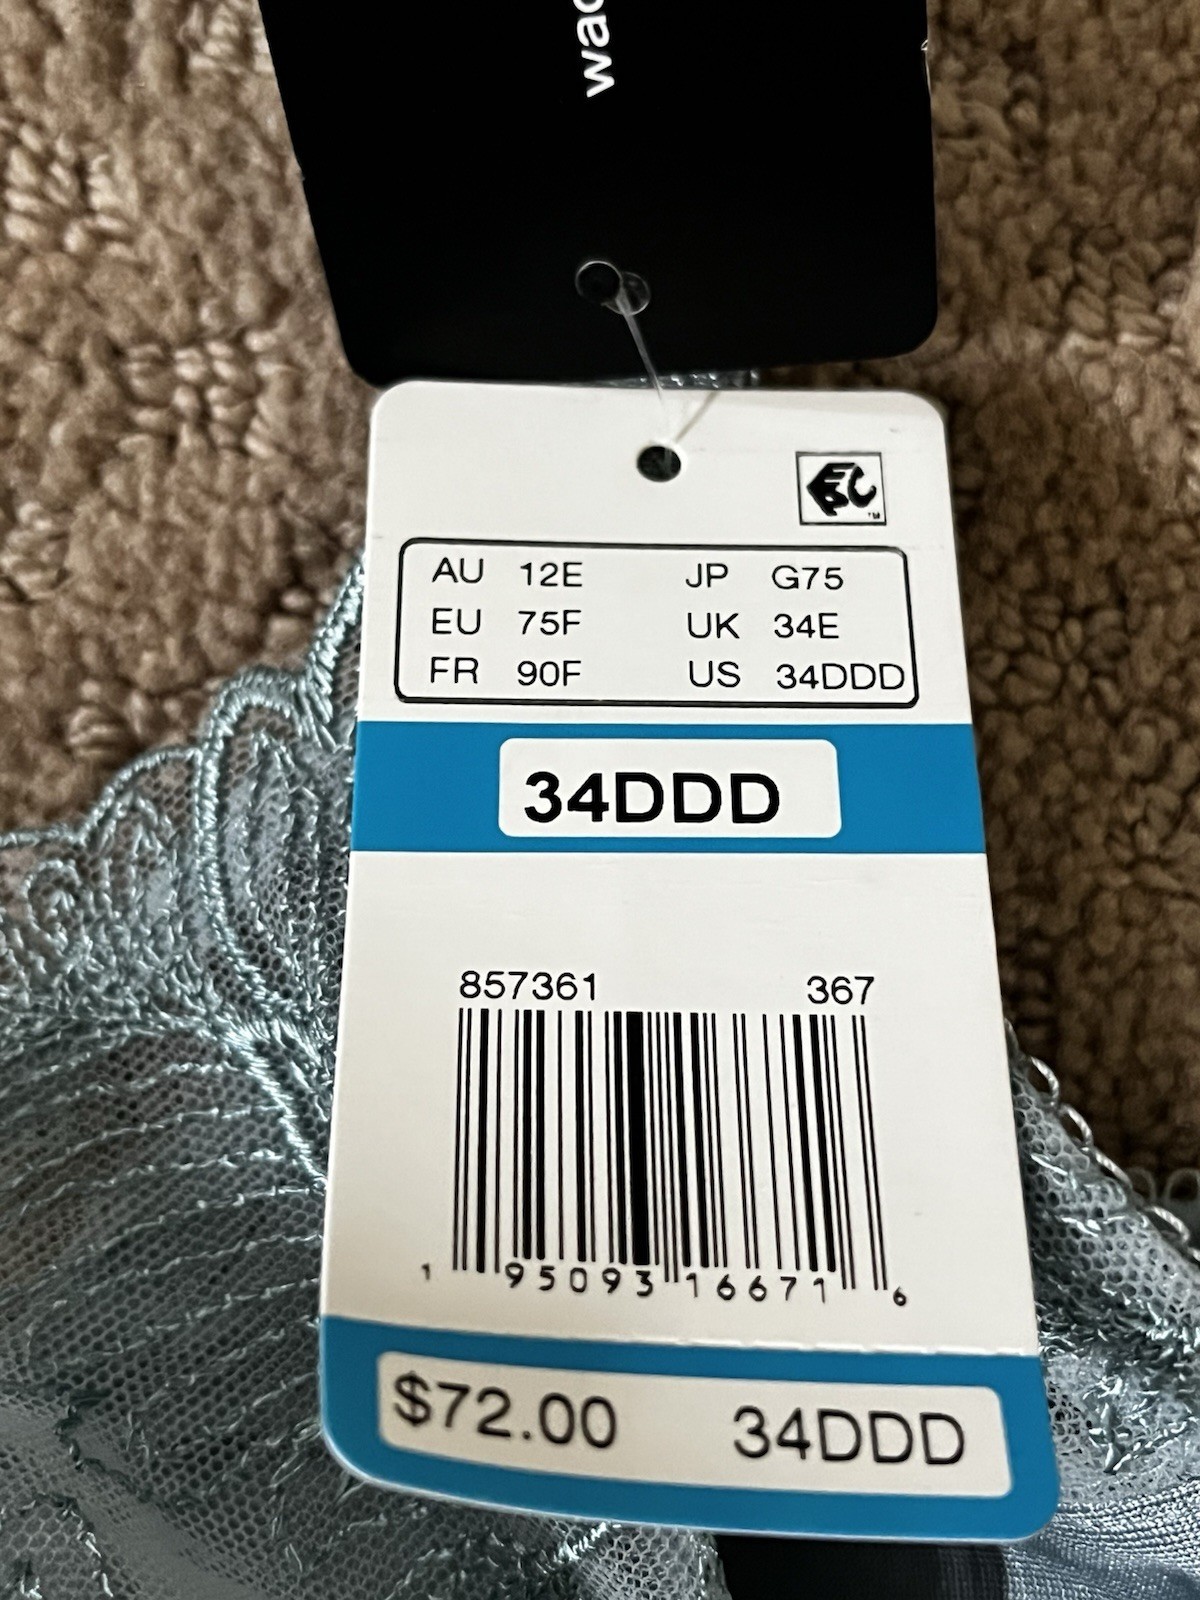 wac
AU 12E JP G75
EU 75F UK 34E
FR 90F US 34DDD
34DDD
857361 367
1 95093 16671 6
$72.00 34DDD